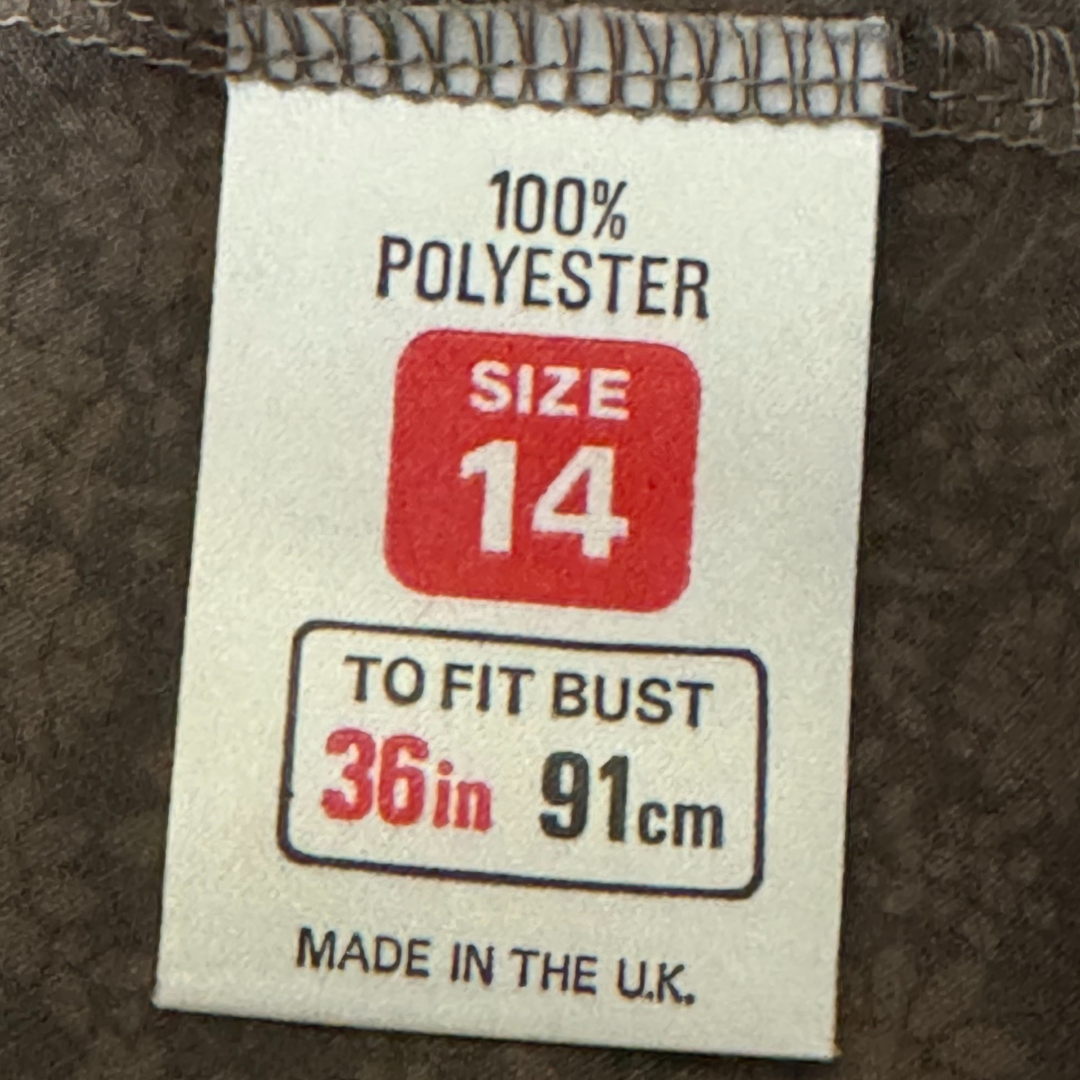 100%
POLYESTER
SIZE
14
TO FIT BUST
36in 91cm
MADE IN THE U.K.